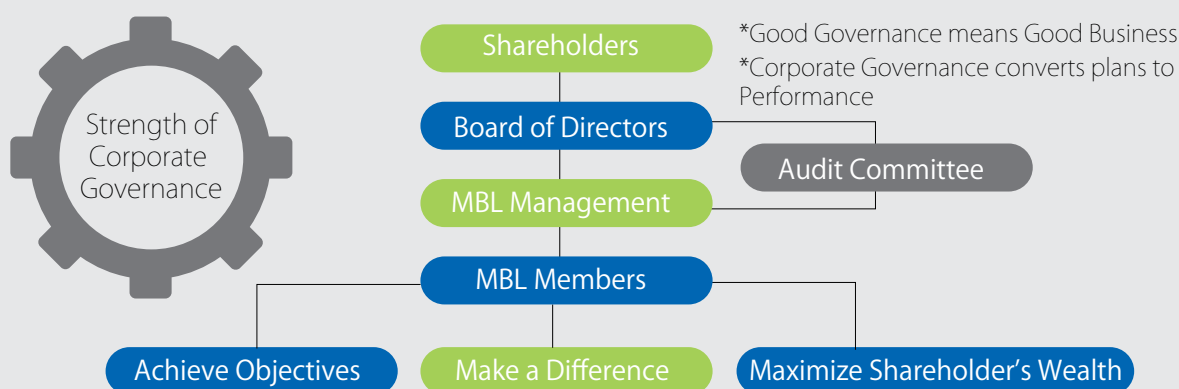 Strength of
Corporate
Governance
Shareholders
*Good Governance means Good Business
*Corporate Governance converts plans to
Performance
Board of Directors
Audit Committee
MBL Management
MBL Members
Achieve Objectives
Make a Difference
Maximize Shareholder’s Wealth